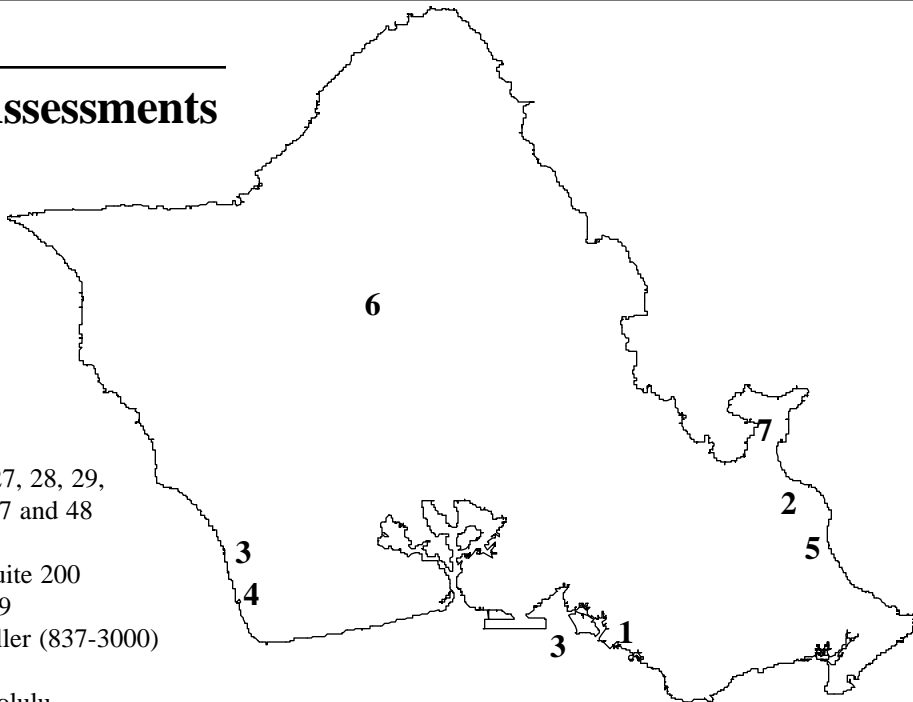 ssessments
27, 28, 29,
7 and 48
uite 200
9
ller (837-3000)
olulu
6
7
2
5
3
4
3
1